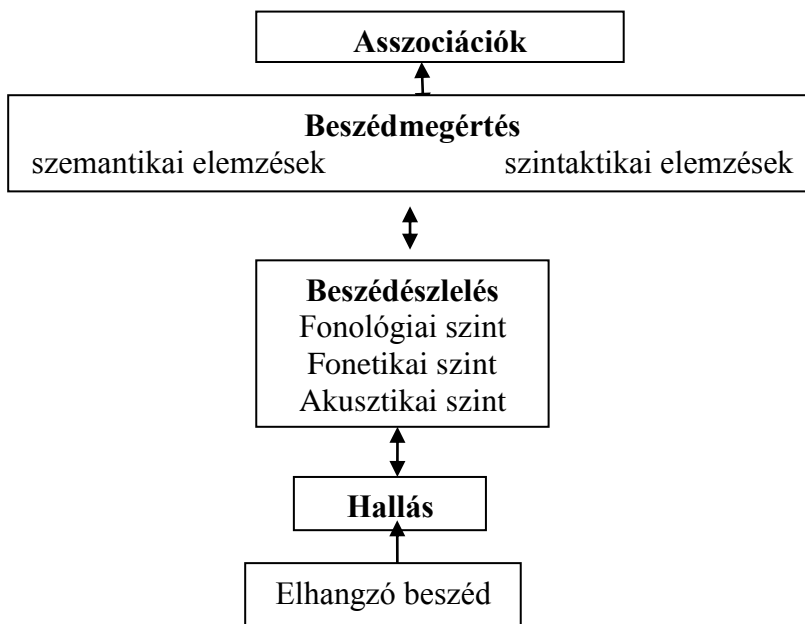 Asszociációk
Beszédmegértés
szemantikai elemzések szintaktikai elemzések
Beszédészlelés
Fonológiai szint
Fonetikai szint
Akusztikai szint
Hallás
Elhangzó beszéd